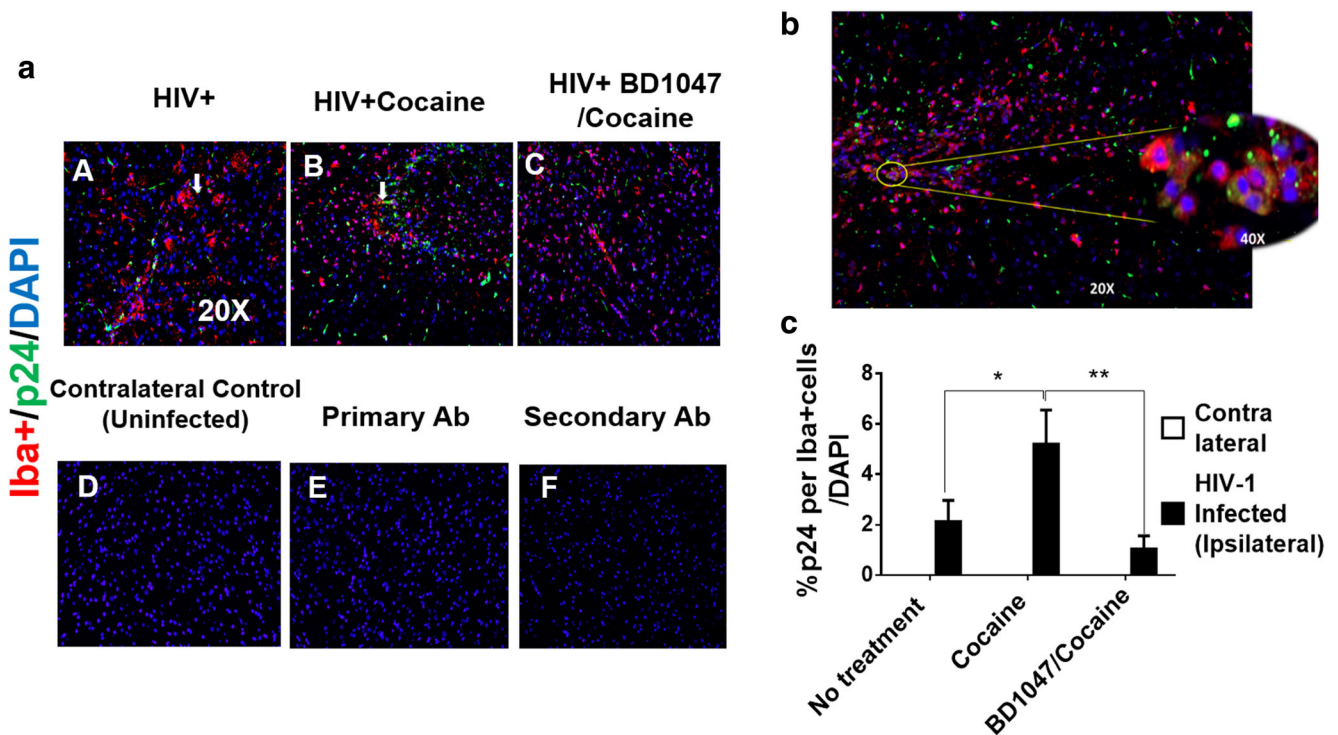 a
Iba+/p24/DAPI
HIV+
HIV+Cocaine
HIV+ BD1047
/Cocaine
A
20X
B
C
Contralateral Control
(Uninfected)
Primary Ab
Secondary Ab
D
E
F
b
20X
40X
c
%p24 per Iba+cells
/DAPI
8
6
4
2
0
*
**
No treatment
Cocaine
BD1047/Cocaine
Contra
lateral
HIV-1
Infected
(Ipsilateral)